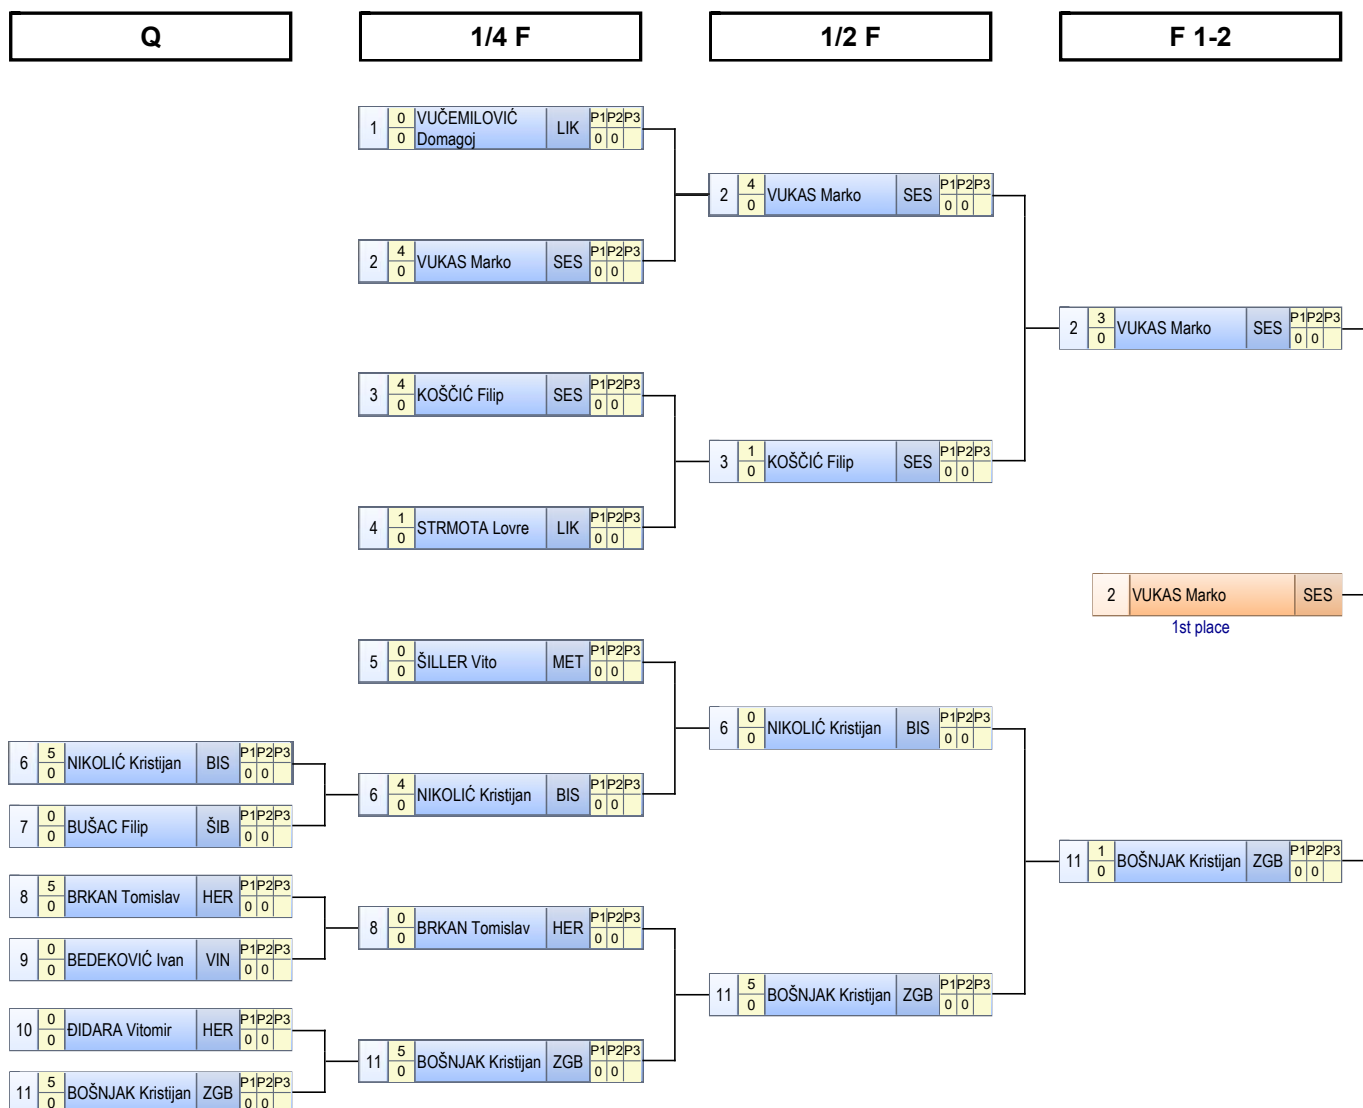 Q
1/4 F
1/2 F
F 1-2
1 0 0 VUČEMILOVIĆ Domagoj LIK P1 P2 P3 0 0
2 4 0 VUKAS Marko SES P1 P2 P3 0 0
2 4 0 VUKAS Marko SES P1 P2 P3 0 0
2 3 0 VUKAS Marko SES P1 P2 P3 0 0
3 4 0 KOŠČIĆ Filip SES P1 P2 P3 0 0
3 1 0 KOŠČIĆ Filip SES P1 P2 P3 0 0
4 1 0 STRMOTA Lovre LIK P1 P2 P3 0 0
2 VUKAS Marko SES
1st place
5 0 0 ŠILLER Vito MET P1 P2 P3 0 0
6 0 0 NIKOLIĆ Kristijan BIS P1 P2 P3 0 0
6 5 0 NIKOLIĆ Kristijan BIS P1 P2 P3 0 0
6 4 0 NIKOLIĆ Kristijan BIS P1 P2 P3 0 0
7 0 0 BUŠAC Filip ŠIB P1 P2 P3 0 0
11 1 0 BOŠNJAK Kristijan ZGB P1 P2 P3 0 0
8 5 0 BRKAN Tomislav HER P1 P2 P3 0 0
8 0 0 BRKAN Tomislav HER P1 P2 P3 0 0
9 0 0 BEDEKOVIĆ Ivan VIN P1 P2 P3 0 0
11 5 0 BOŠNJAK Kristijan ZGB P1 P2 P3 0 0
10 0 0 ĐIDARA Vitomir HER P1 P2 P3 0 0
11 5 0 BOŠNJAK Kristijan ZGB P1 P2 P3 0 0
11 5 0 BOŠNJAK Kristijan ZGB P1 P2 P3 0 0